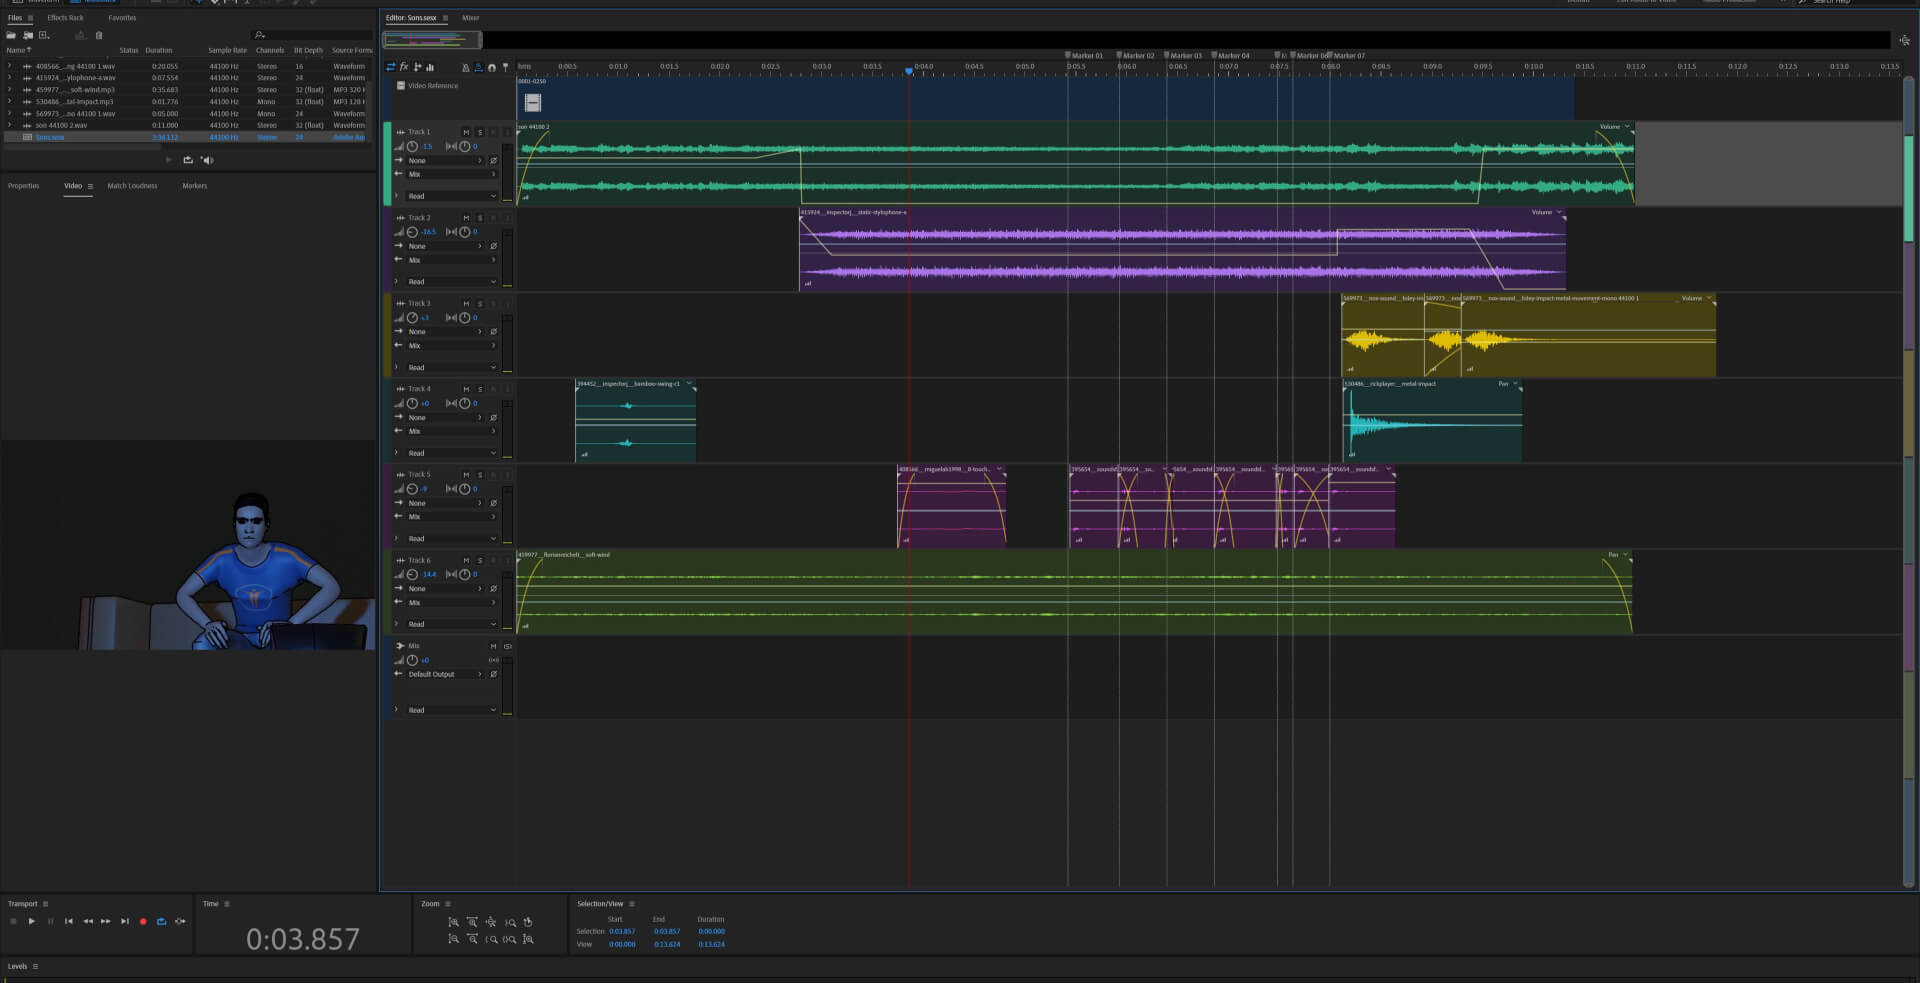 Files
Effects Rack
Favorites
Name Status Duration Sample Rate Channels Bit Depth Source Forma
408566_...ng 44100 1.wav 0:20.055 44100 Hz Stereo 16 Waveform
415924_...ylophone-a.wav 0:07.554 44100 Hz Stereo 24 Waveform
459977_..._soft-wind.mp3 0:35.683 44100 Hz Stereo 32 (float) MP3 320 k
530486_...tal-impact.mp3 0:01.776 44100 Hz Mono 32 (float) MP3 128 k
569973_...no 44100 1.wav 0:05.000 44100 Hz Mono 24 Waveform
son 44100 2.wav 0:11.000 44100 Hz Stereo 32 (float) Waveform
Sons.sesx 3:36.112 44100 Hz Stereo 24
Properties Video Match Loudness Markers
Editor: Sons.sesx
Mixer
Marker 01 Marker 02 Marker 03 Marker 04 M Marker 06 Marker 07
hms 0:00.5 0:01.0 0:01.5 0:02.0 0:02.5 0:03.0 0:03.5 0:04.0 0:04.5 0:05.0 0:05.5 0:06.0 0:06.5 0:07.0 0:07.5 0:08.0 0:08.5 0:09.0 0:09.5 0:10.0 0:10.5 0:11.0 0:11.5 0:12.0 0:12.5 0:13.0 0:13.5
Video Reference
0001-0250
Track 1 M S
son 44100 2
Volume
0
None
Mix
Read
Track 2 M S
415924__inspectorj__static-dylophone-a
Volume
-16.5 0
None
Mix
Read
Track 3 M S
569973__nox-sound__foley-m
569973__nox
569973__nox-sound__foley-impact-metal-movement-mono 44100 1
Volume
+3 0
None
Mix
Read
Track 4 M S
394452__inspectorj__bamboo-swing-c1
530486__rickplayer__metal-impact
Pan
+0 0
None
Mix
Read
Track 5 M S
408566__miguelob1998__8-touch...
395654__sounds
395654__so...
-5654__soundsf
395654__soundsf...
39565
395654__sou
395654__soundsf...
-9 0
None
Mix
Read
Track 6 M S
459977__florianreichelt__soft-wind
Pan
-14.4 0
None
Mix
Read
Mix M (S)
+0
Default Output
Read
Transport
Time
0:03.857
Zoom
Selection/View
Start End Duration
Selection 0:03.857 0:03.857 0:00.000
View 0:00.000 0:13.624 0:13.624
Levels